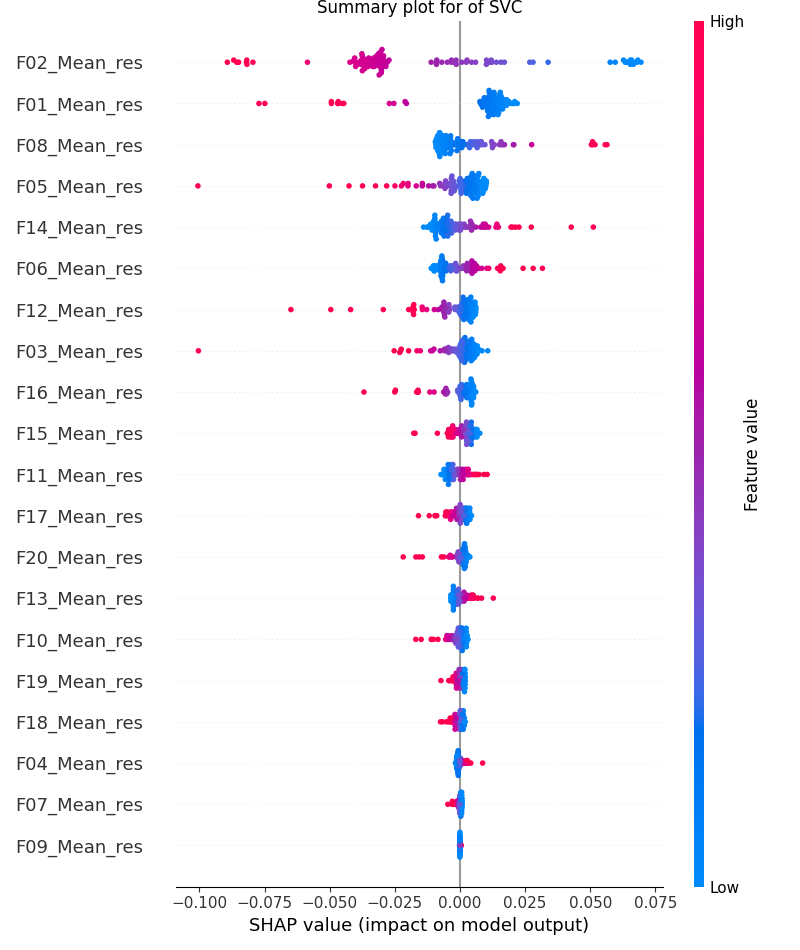 Summary plot for of SVC
High
F02_Mean_res
F01_Mean_res
F08_Mean_res
F05_Mean_res
F14_Mean_res
F06_Mean_res
F12_Mean_res
F03_Mean_res
F16_Mean_res
F15_Mean_res
F11_Mean_res
F17_Mean_res
F20_Mean_res
F13_Mean_res
F10_Mean_res
F19_Mean_res
F18_Mean_res
F04_Mean_res
F07_Mean_res
F09_Mean_res
Feature value
Low
−0.100 −0.075 −0.050 −0.025 0.000 0.025 0.050 0.075
SHAP value (impact on model output)